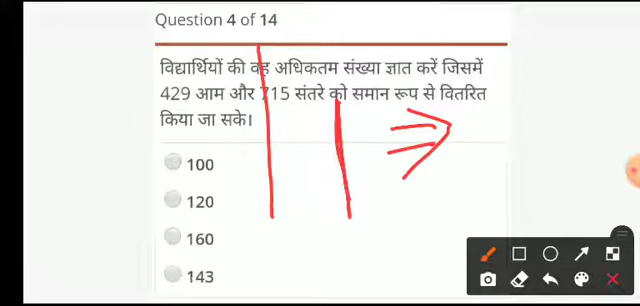 Question 4 of 14
विद्यार्थियों की वह अधिकतम संख्या ज्ञात करें जिसमें
429 आम और 715 संतरे को समान रूप से वितरित
किया जा सके।
100
120
160
143